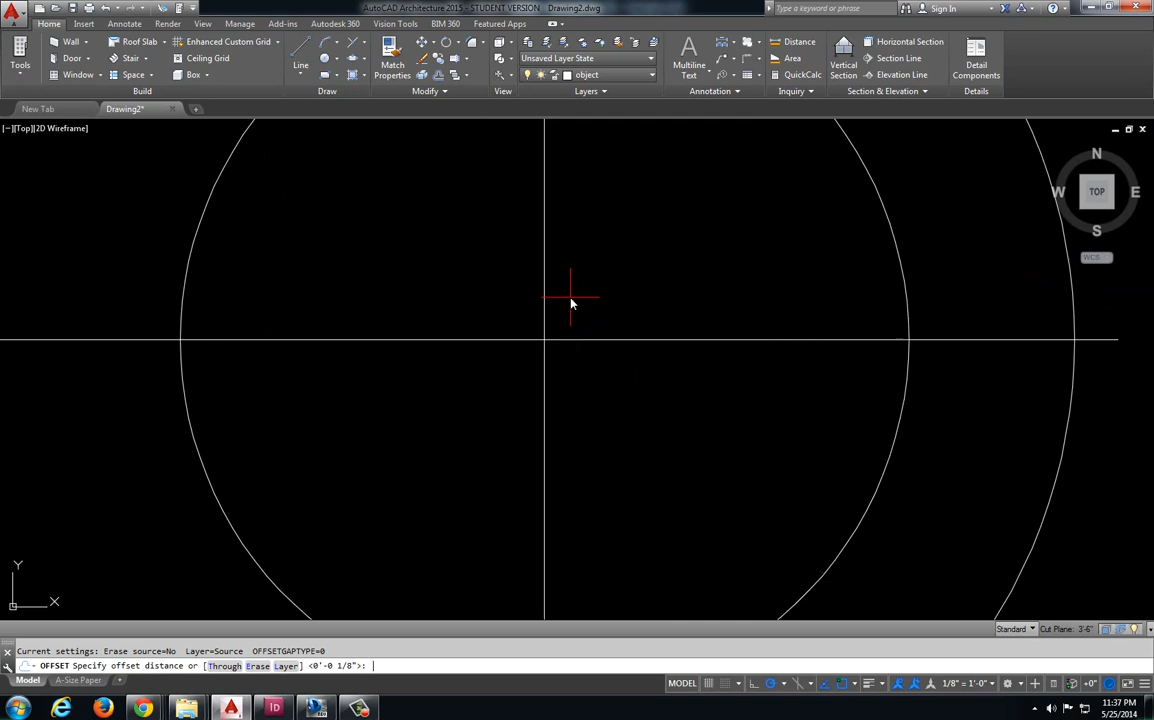 AutoCAD Architecture 2015 - STUDENT VERSION Drawing2.dwg
Type a keyword or phrase
Sign In
Home Insert Annotate Render View Manage Add-ins Autodesk 360 Vision Tools BIM 360 Featured Apps
Tools
Wall
Door
Window
Roof Slab
Stair
Space
Enhanced Custom Grid
Ceiling Grid
Box
Build
Line
Draw
Match Properties
Modify
View
Unsaved Layer State
object
Layers
Multiline Text
Annotation
Distance
Area
QuickCalc
Inquiry
Vertical Section
Horizontal Section
Section Line
Elevation Line
Section & Elevation
Detail Components
Details
New Tab
Drawing2*
[−][Top][2D Wireframe]
N
W
TOP
E
S
WCS
Y
X
Standard
Cut Plane: 3'-6"
Current settings: Erase source=No Layer=Source OFFSETGAPTYPE=0
OFFSET Specify offset distance or [Through Erase Layer] <0'-0 1/8">:
Model
A-Size Paper
MODEL
1/8" = 1'-0"
+0"
11:37 PM
5/25/2014